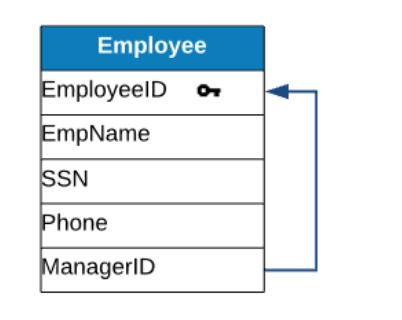 Employee
EmployeeID
EmpName
SSN
Phone
ManagerID